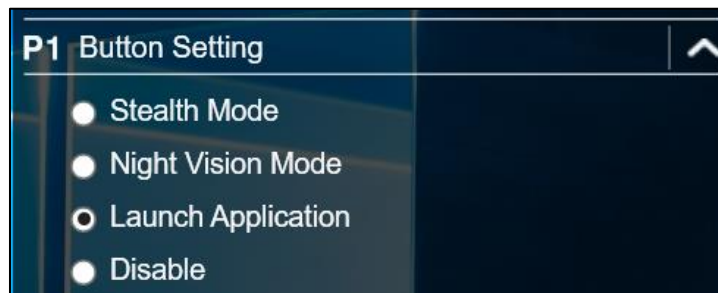 P1 Button Setting
Stealth Mode
Night Vision Mode
Launch Application
Disable